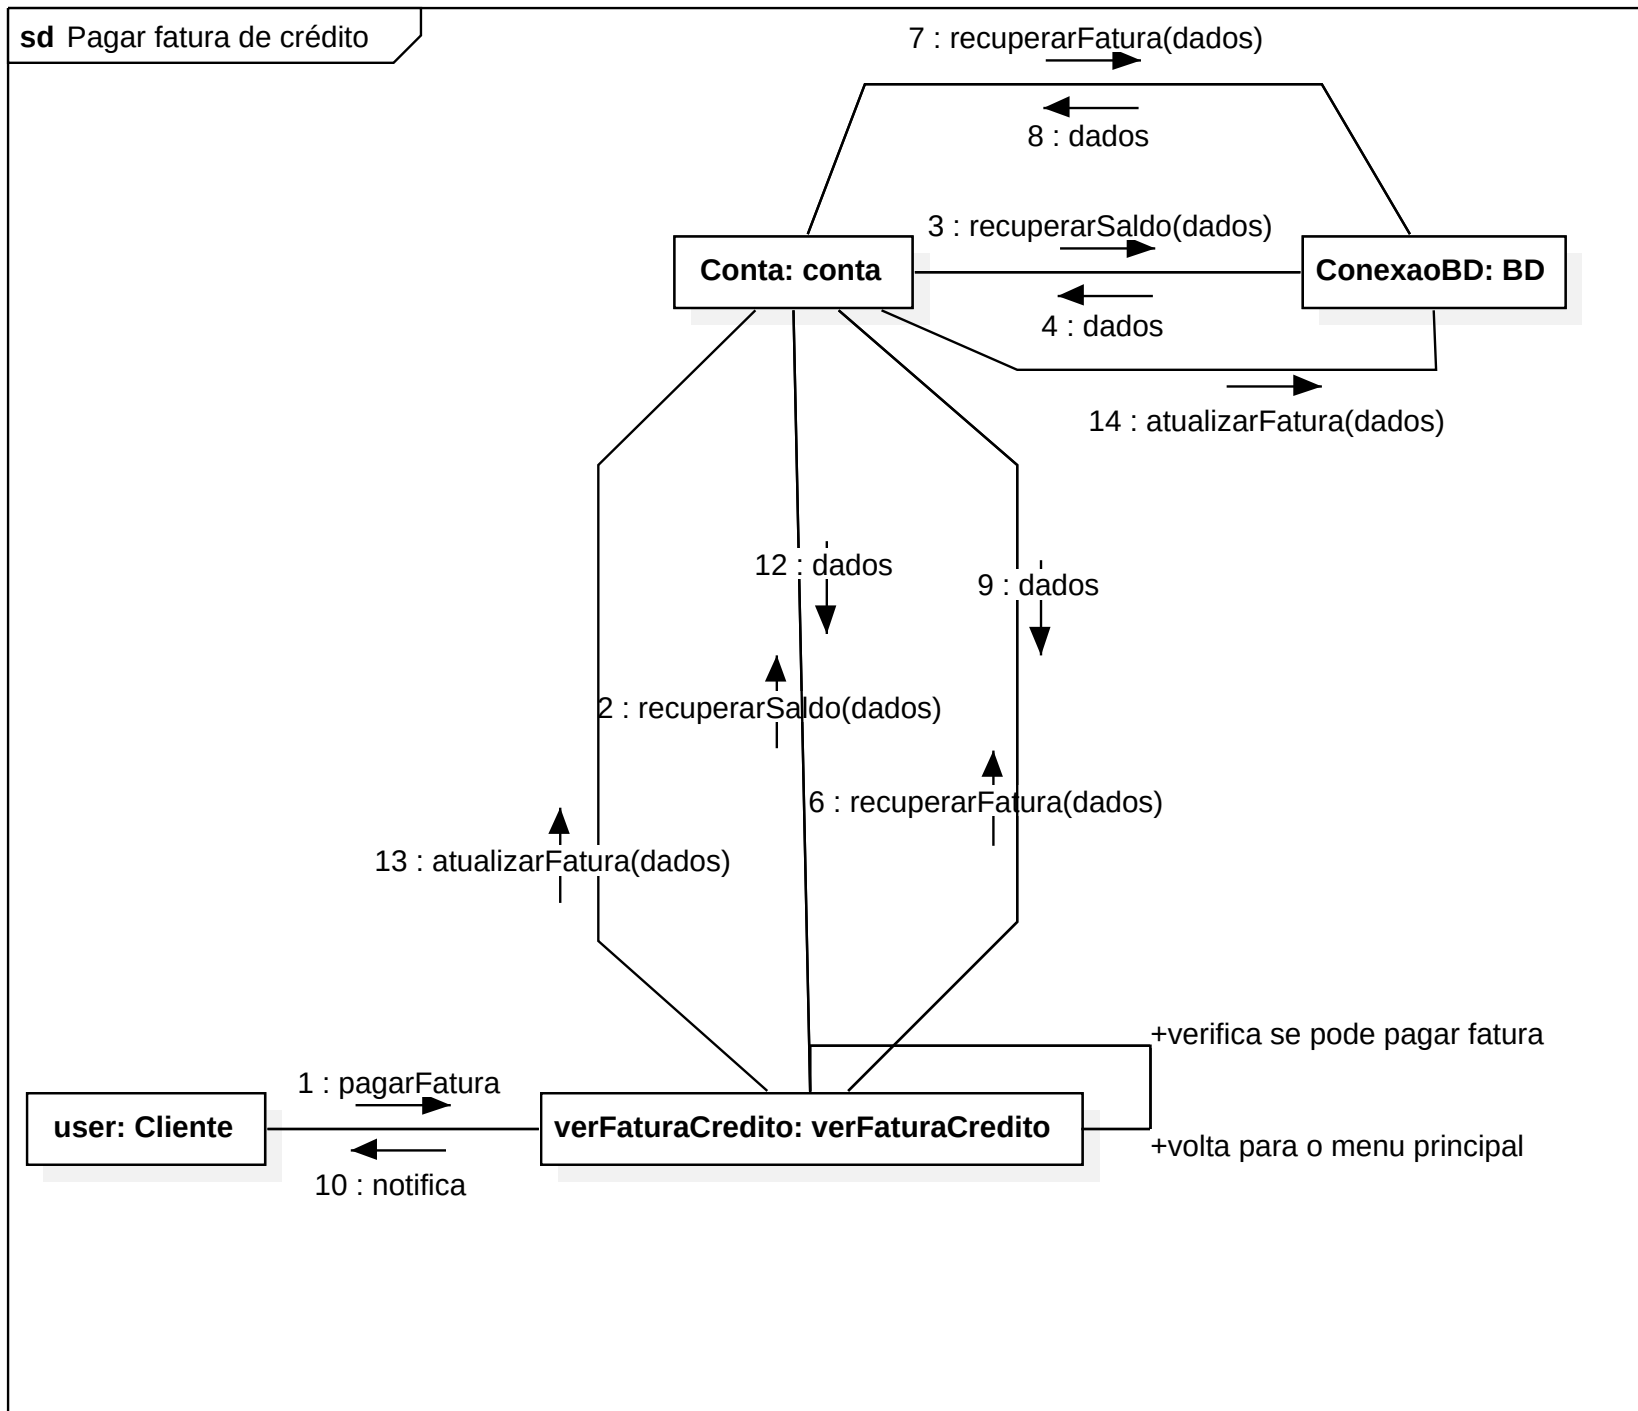 sd Pagar fatura de crédito
7 : recuperarFatura(dados)
8 : dados
3 : recuperarSaldo(dados)
Conta: conta
ConexaoBD: BD
4 : dados
14 : atualizarFatura(dados)
12 : dados
9 : dados
2 : recuperarSaldo(dados)
6 : recuperarFatura(dados)
13 : atualizarFatura(dados)
+verifica se pode pagar fatura
1 : pagarFatura
user: Cliente
verFaturaCredito: verFaturaCredito
+volta para o menu principal
10 : notifica